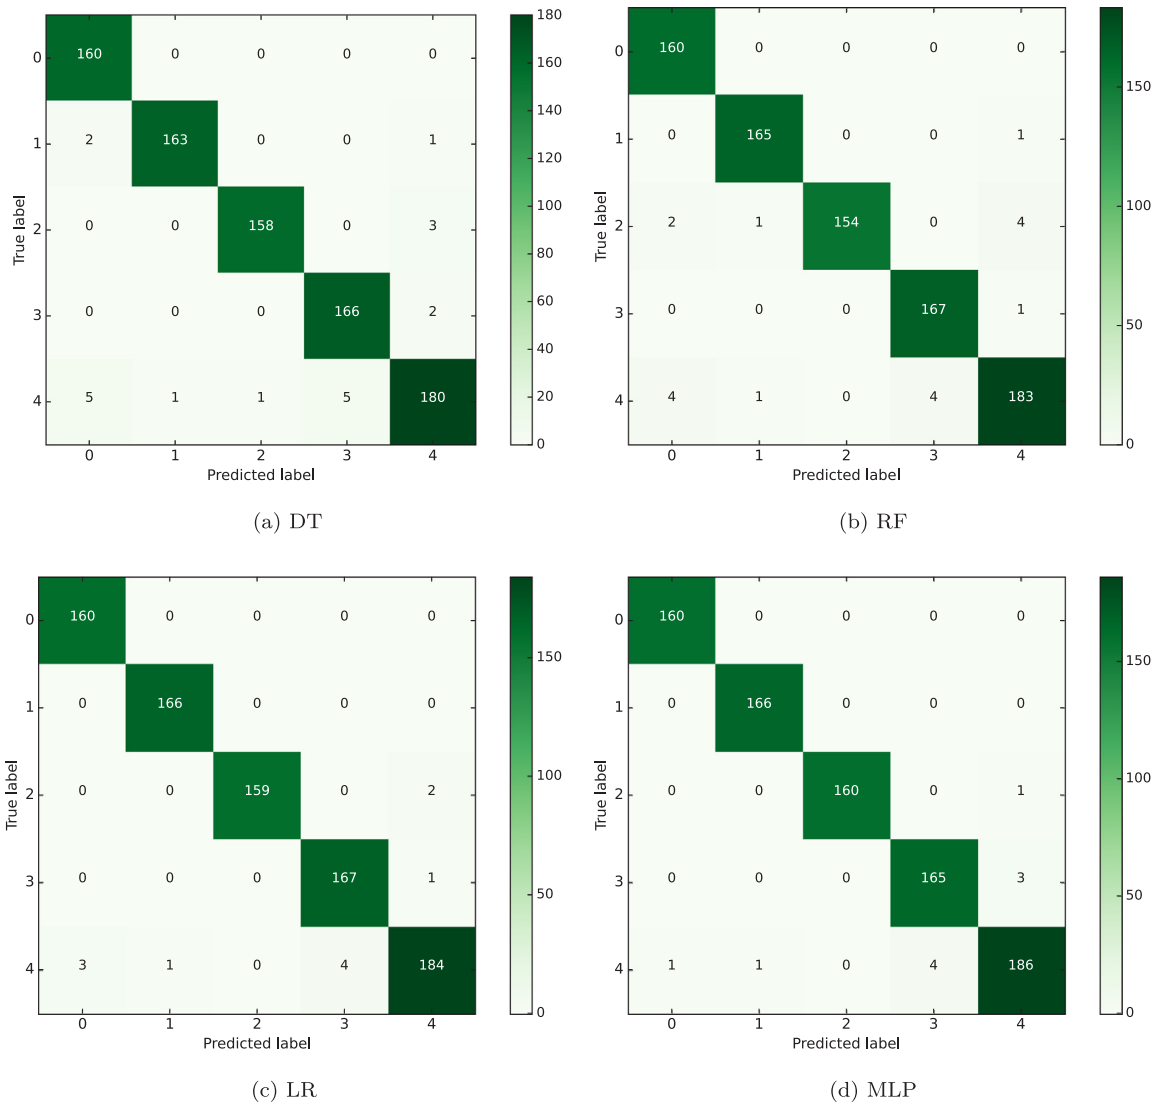 0 160 0 0 0 0
1 2 163 0 0 1
2 0 0 158 0 3
3 0 0 0 166 2
4 5 1 1 5 180
0 1 2 3 4
Predicted label
True label
180
160
140
120
100
80
60
40
20
0
(a) DT
0 160 0 0 0 0
1 0 165 0 0 1
2 2 1 154 0 4
3 0 0 0 167 1
4 4 1 0 4 183
0 1 2 3 4
Predicted label
True label
150
100
50
0
(b) RF
0 160 0 0 0 0
1 0 166 0 0 0
2 0 0 159 0 2
3 0 0 0 167 1
4 3 1 0 4 184
0 1 2 3 4
Predicted label
True label
150
100
50
0
(c) LR
0 160 0 0 0 0
1 0 166 0 0 0
2 0 0 160 0 1
3 0 0 0 165 3
4 1 1 0 4 186
0 1 2 3 4
Predicted label
True label
150
100
50
0
(d) MLP